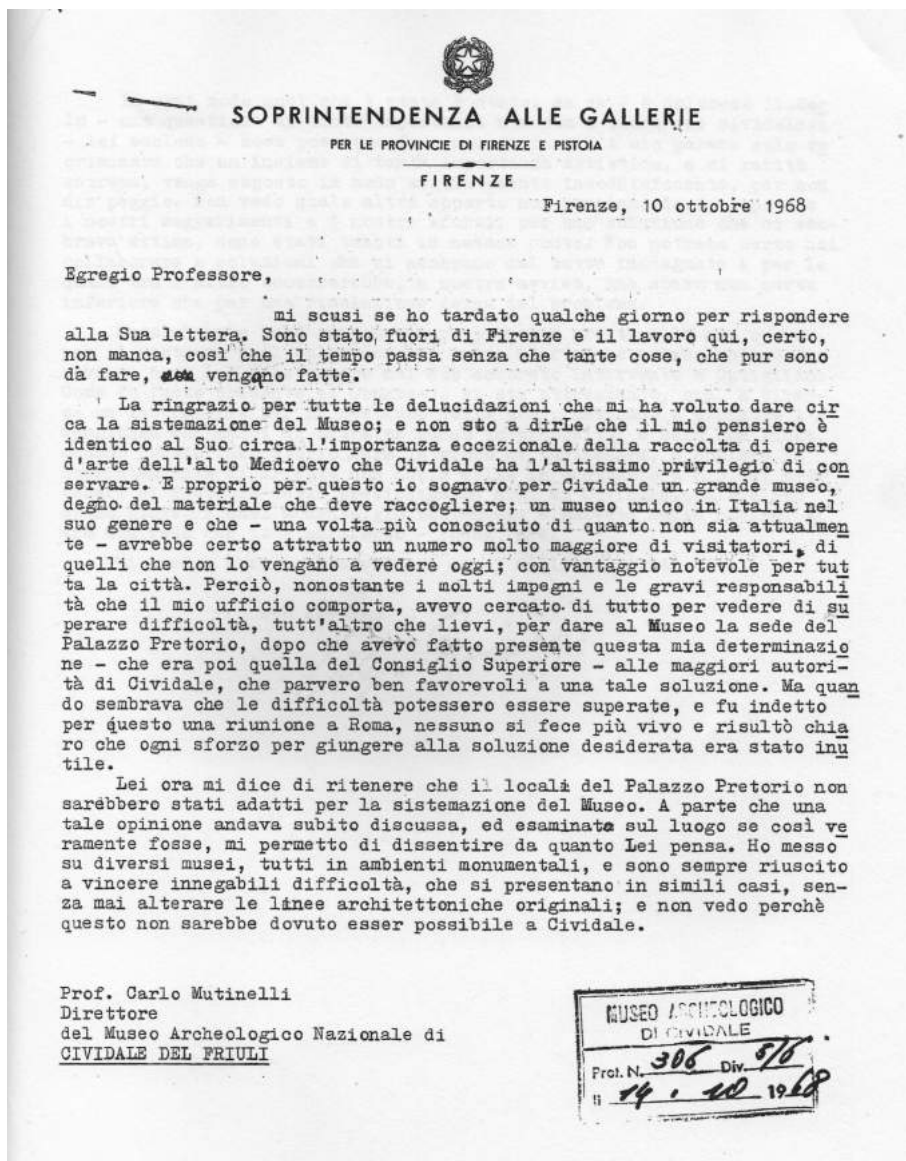 SOPRINTENDENZA ALLE GALLERIE
PER LE PROVINCIE DI FIRENZE E PISTOIA
FIRENZE
Firenze, 10 ottobre 1968
Egregio Professore,
mi scusi se ho tardato qualche giorno per rispondere
alla Sua lettera. Sono stato fuori di Firenze e il lavoro qui, certo,
non manca, così che il tempo passa senza che tante cose, che pur sono
da fare, vengano fatte.
La ringrazio per tutte le delucidazioni che mi ha voluto dare cir
ca la sistemazione del Museo; e non sto a dirLe che il mio pensiero è
identico al Suo circa l'importanza eccezionale della raccolta di opere
d'arte dell'alto Medioevo che Cividale ha l'altissimo privilegio di con
servare. E proprio per questo io sognavo per Cividale un grande museo,
degno del materiale che deve raccogliere; un museo unico in Italia nel
suo genere e che - una volta più conosciuto di quanto non sia attualmen
te - avrebbe certo attratto un numero molto maggiore di visitatori, di
quelli che non lo vengano a vedere oggi; con vantaggio notevole per tut
ta la città. Perciò, nonostante i molti impegni e le gravi responsabili
tà che il mio ufficio comporta, avevo cercato di tutto per vedere di su
perare difficoltà, tutt'altro che lievi, per dare al Museo la sede del
Palazzo Pretorio, dopo che avevo fatto presente questa mia determinazio
ne - che era poi quella del Consiglio Superiore - alle maggiori autori-
tà di Cividale, che parvero ben favorevoli a una tale soluzione. Ma quan
do sembrava che le difficoltà potessero essere superate, e fu indetto
per questo una riunione a Roma, nessuno si fece più vivo e risultò chia
ro che ogni sforzo per giungere alla soluzione desiderata era stato inu
tile.
Lei ora mi dice di ritenere che i locali del Palazzo Pretorio non
sarebbero stati adatti per la sistemazione del Museo. A parte che una
tale opinione andava subito discussa, ed esaminata sul luogo se così ve
ramente fosse, mi permetto di dissentire da quanto Lei pensa. Ho messo
su diversi musei, tutti in ambienti monumentali, e sono sempre riuscito
a vincere innegabili difficoltà, che si presentano in simili casi, sen-
za mai alterare le linee architettoniche originali; e non vedo perchè
questo non sarebbe dovuto esser possibile a Cividale.
Prof. Carlo Mutinelli
Direttore
del Museo Archeologico Nazionale di
CIVIDALE DEL FRIULI
MUSEO ARCHEOLOGICO
DI CIVIDALE
Prot. N. 306 Div. 5/6
li 14 . 10 1968